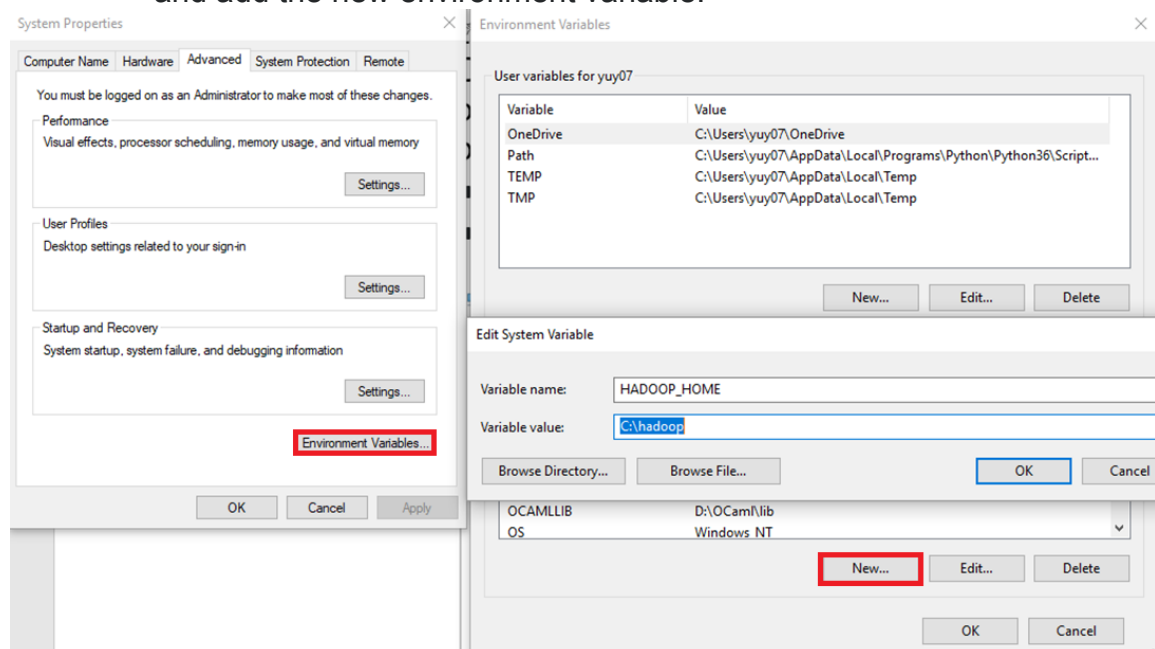 and add the new environment variable.
System Properties
Computer Name Hardware Advanced System Protection Remote
You must be logged on as an Administrator to make most of these changes.
Performance
Visual effects, processor scheduling, memory usage, and virtual memory
Settings...
User Profiles
Desktop settings related to your sign-in
Settings...
Startup and Recovery
System startup, system failure, and debugging information
Settings...
Environment Variables...
OK Cancel Apply
Environment Variables
User variables for yuy07
Variable Value
OneDrive C:\Users\yuy07\OneDrive
Path C:\Users\yuy07\AppData\Local\Programs\Python\Python36\Script...
TEMP C:\Users\yuy07\AppData\Local\Temp
TMP C:\Users\yuy07\AppData\Local\Temp
New... Edit... Delete
Edit System Variable
Variable name: HADOOP_HOME
Variable value: C:\hadoop
Browse Directory... Browse File... OK Cancel
OCAMLLIB D:\OCaml\lib
OS Windows_NT
New... Edit... Delete
OK Cancel